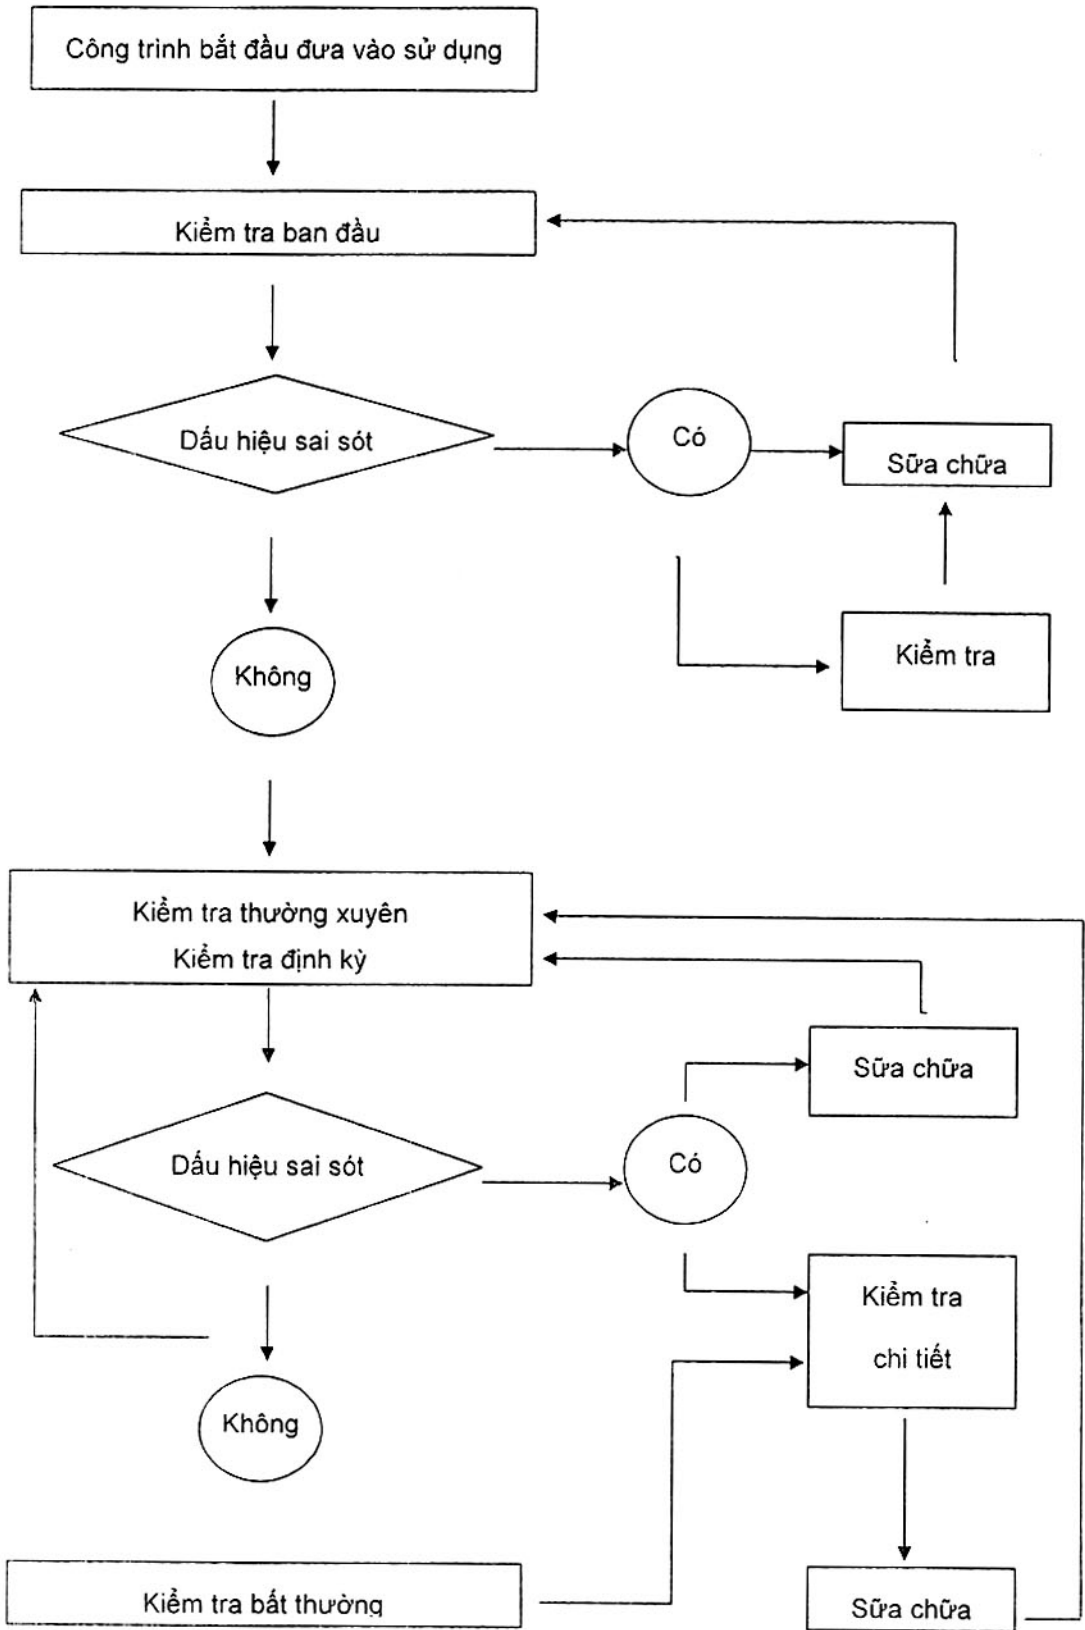 Công trình bắt đầu đưa vào sử dụng
Kiểm tra ban đầu
Dấu hiệu sai sót
Có
Sữa chữa
Không
Kiểm tra
Kiểm tra thường xuyên
Kiểm tra định kỳ
Sữa chữa
Dấu hiệu sai sót
Có
Kiểm tra
chi tiết
Không
Kiểm tra bất thường
Sữa chữa